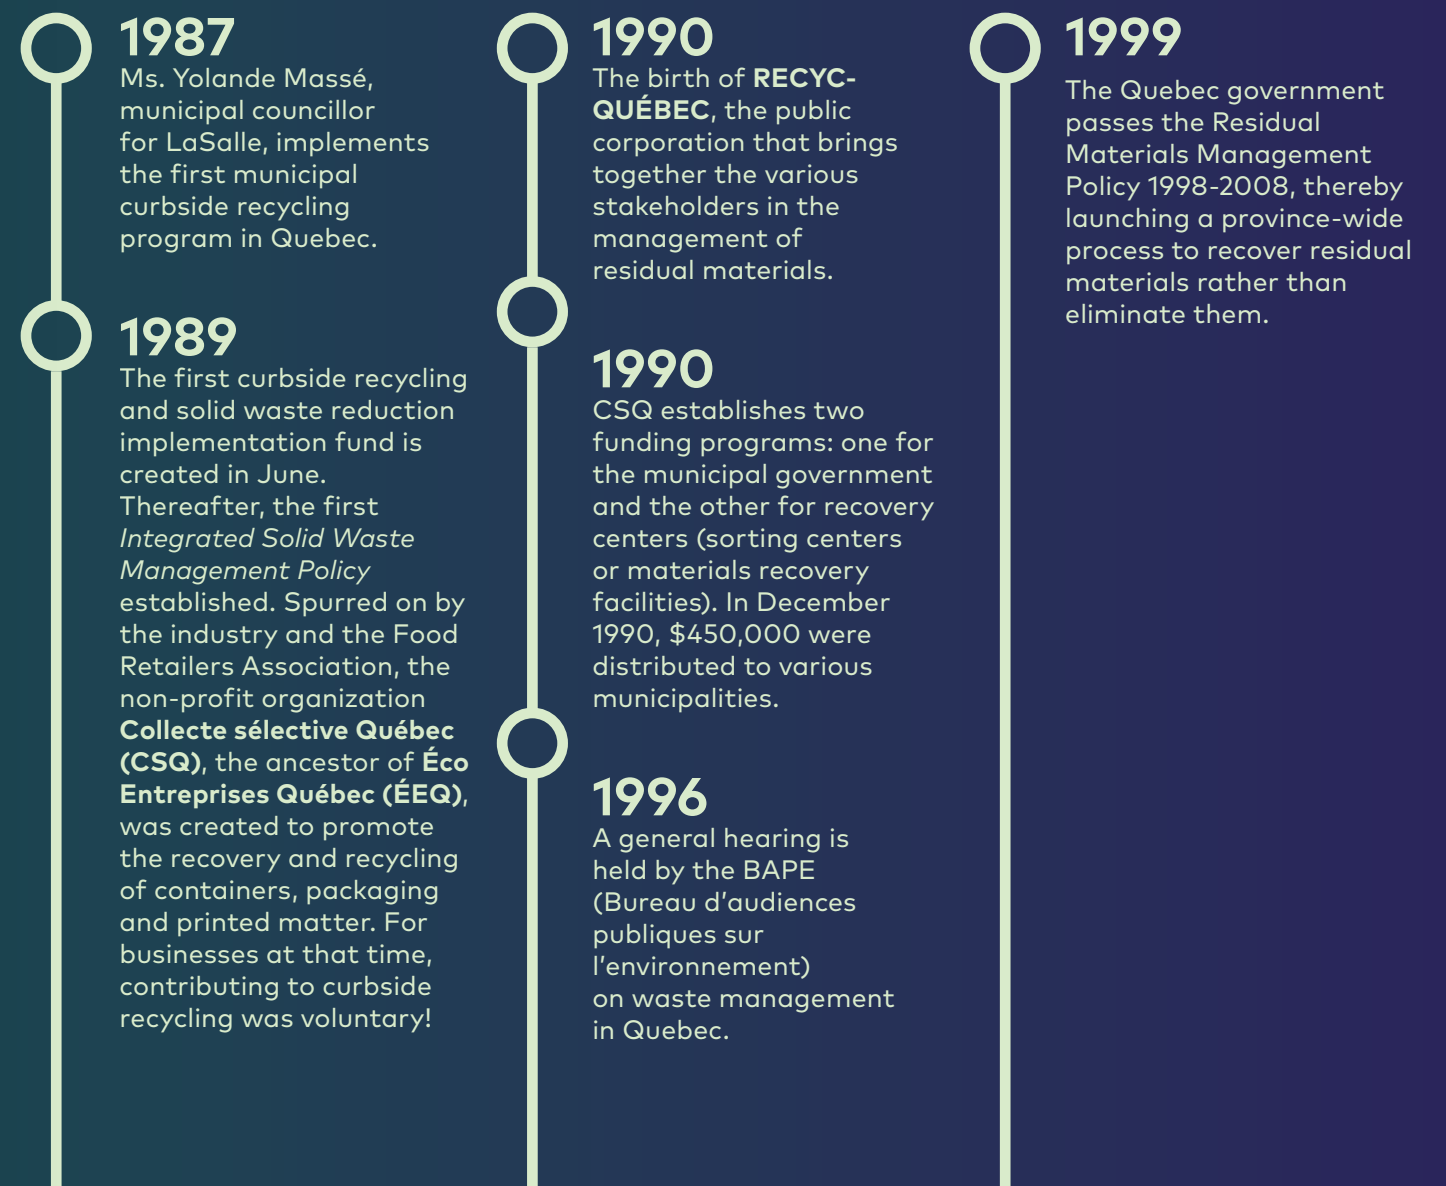 1987
Ms. Yolande Massé,
municipal councillor
for LaSalle, implements
the first municipal
curbside recycling
program in Quebec.
1989
The first curbside recycling
and solid waste reduction
implementation fund is
created in June.
Thereafter, the first
Integrated Solid Waste
Management Policy
established. Spurred on by
the industry and the Food
Retailers Association, the
non-profit organization
Collecte sélective Québec
(CSQ), the ancestor of Éco
Entreprises Québec (ÉEQ),
was created to promote
the recovery and recycling
of containers, packaging
and printed matter. For
businesses at that time,
contributing to curbside
recycling was voluntary!
1990
The birth of RECYC-
QUÉBEC, the public
corporation that brings
together the various
stakeholders in the
management of
residual materials.
1990
CSQ establishes two
funding programs: one for
the municipal government
and the other for recovery
centers (sorting centers
or materials recovery
facilities). In December
1990, $450,000 were
distributed to various
municipalities.
1996
A general hearing is
held by the BAPE
(Bureau d’audiences
publiques sur
l’environnement)
on waste management
in Quebec.
1999
The Quebec government
passes the Residual
Materials Management
Policy 1998-2008, thereby
launching a province-wide
process to recover residual
materials rather than
eliminate them.